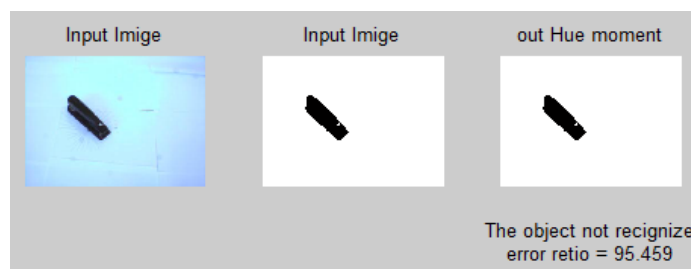 Input Imige
Input Imige
out Hue moment
The object not recignize
error retio = 95.459